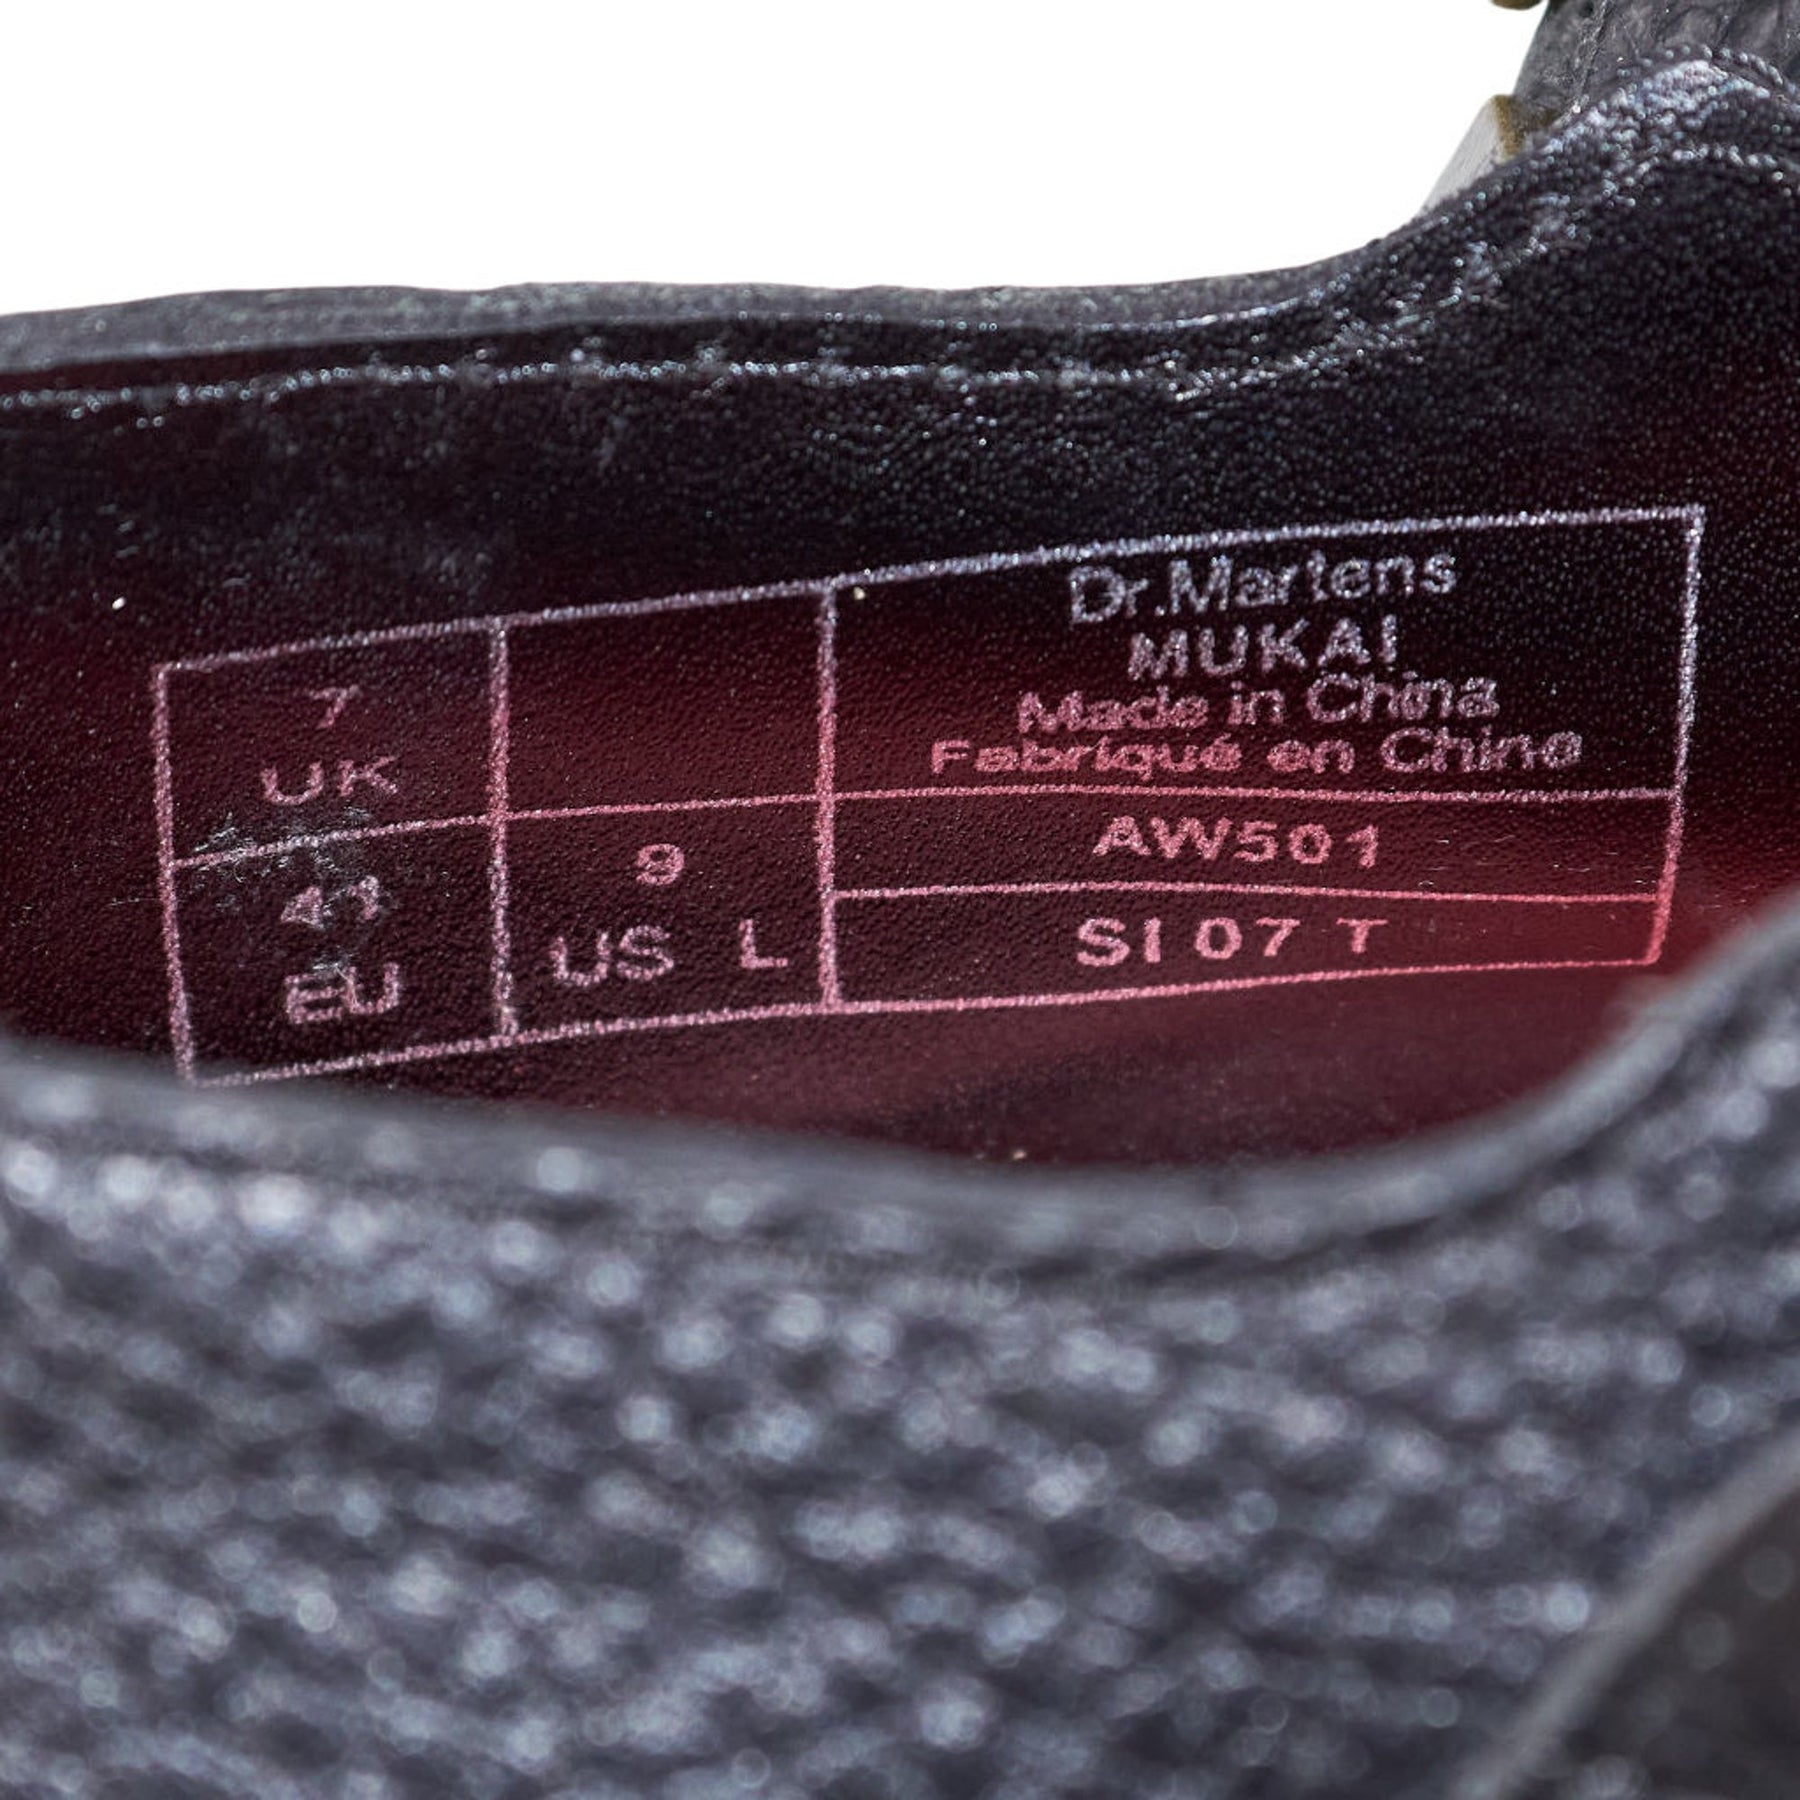 7
UK
41
EU
9
US L
Dr.Martens
MUKAI
Made in China
Fabriqué en Chine
AW501
SI 07 T